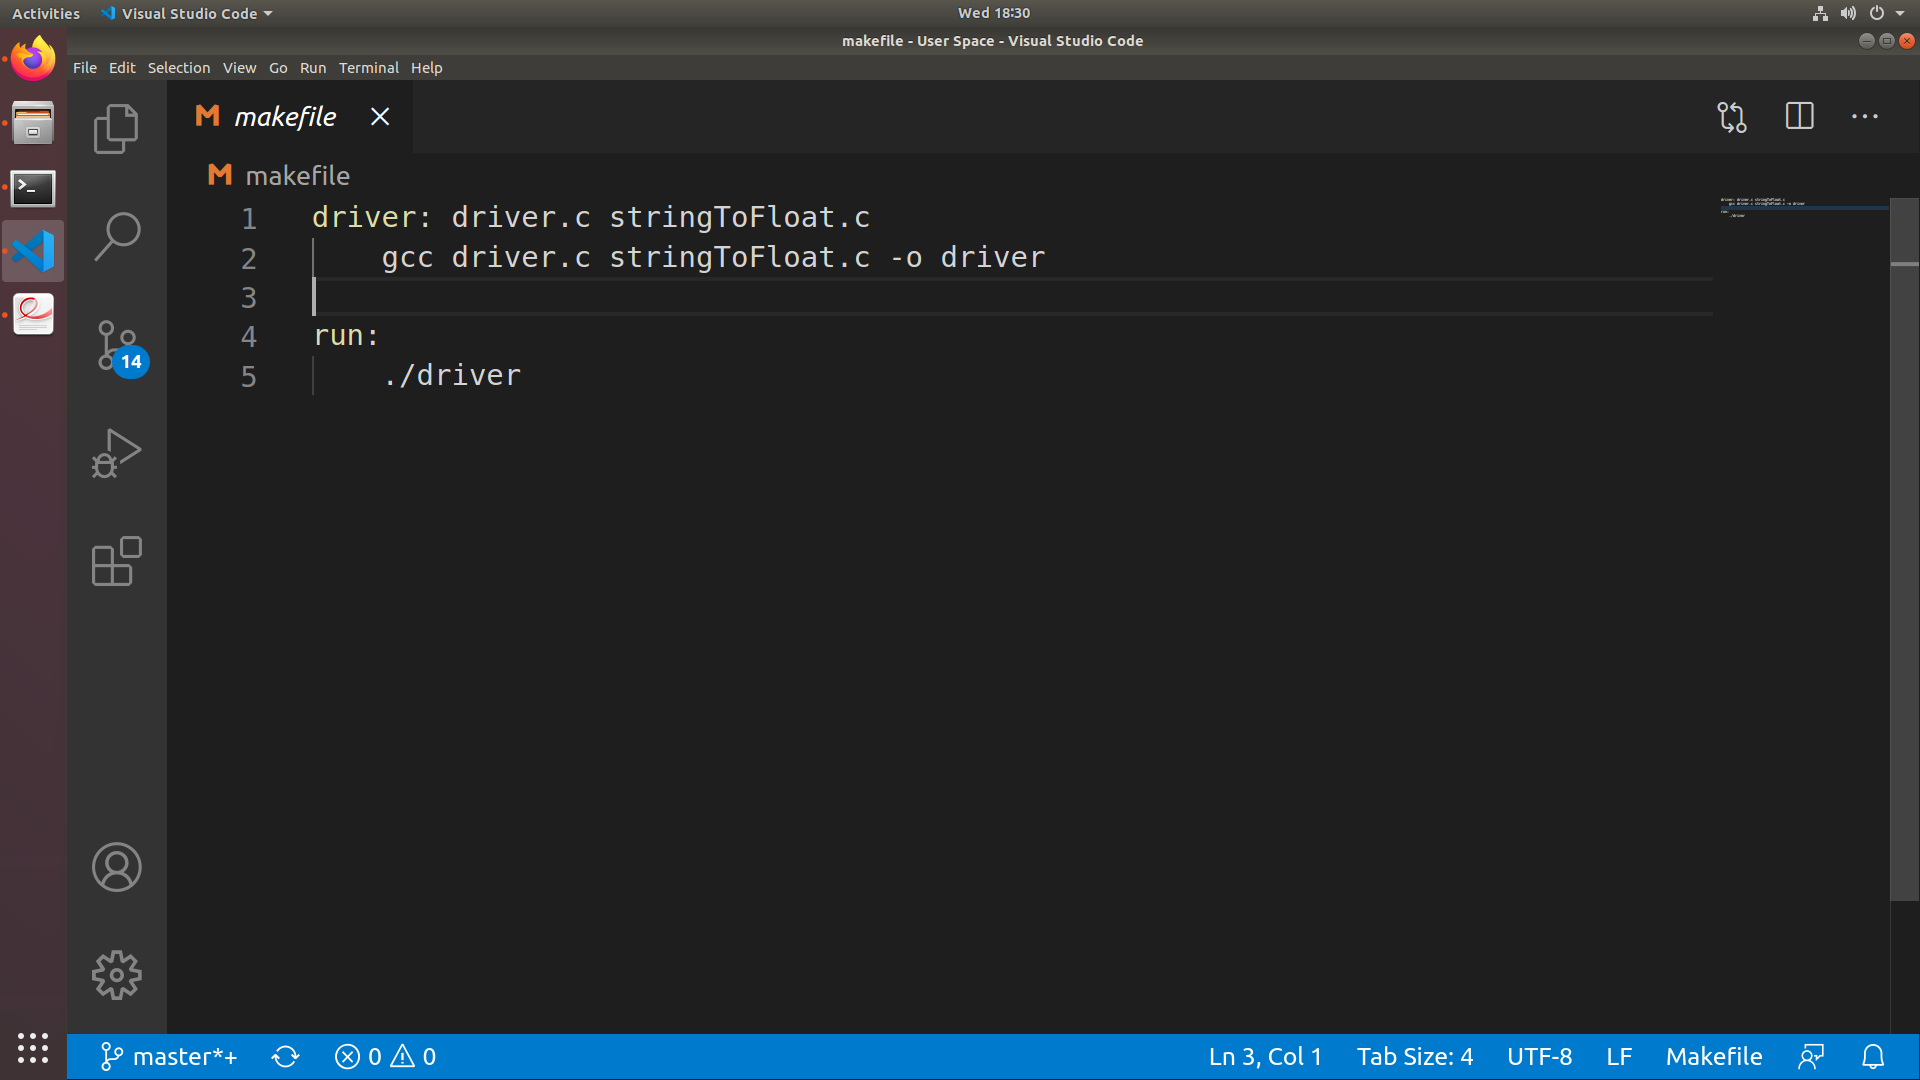 Activities Visual Studio Code Wed 18:30
makefile - User Space - Visual Studio Code
File Edit Selection View Go Run Terminal Help
makefile
makefile
1 driver: driver.c stringToFloat.c
2 gcc driver.c stringToFloat.c -o driver
3
4 run:
5 ./driver
14
master*+ 0 0 Ln 3, Col 1 Tab Size: 4 UTF-8 LF Makefile